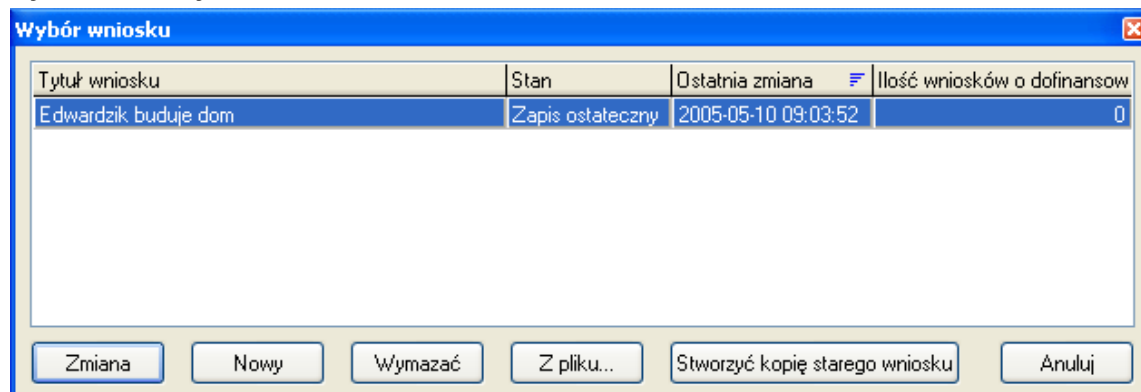 Wybór wniosku
Tytuł wniosku Stan Ostatnia zmiana Ilość wniosków o dofinansow
Edwardzik buduje dom Zapis ostateczny 2005-05-10 09:03:52 0
Zmiana Nowy Wymazać Z pliku... Stworzyć kopię starego wniosku Anuluj